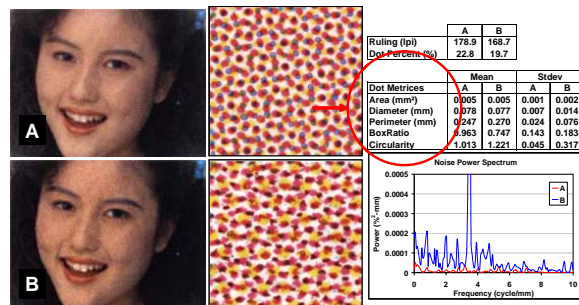 A
B
A B
Ruling (lpi) 178.9 168.7
Dot Percent (%) 22.8 19.7
Mean Stdev
Dot Metrices A B A B
Area (mm²) 0.005 0.005 0.001 0.002
Diameter (mm) 0.078 0.077 0.007 0.014
Perimeter (mm) 0.247 0.270 0.024 0.076
BoxRatio 0.963 0.747 0.143 0.183
Circularity 1.013 1.221 0.045 0.317
Noise Power Spectrum
Power (%²-mm)
0.0005
0.0004
0.0003
0.0002
0.0001
0
A
B
0 2 4 6 8 10
Frequency (cycle/mm)